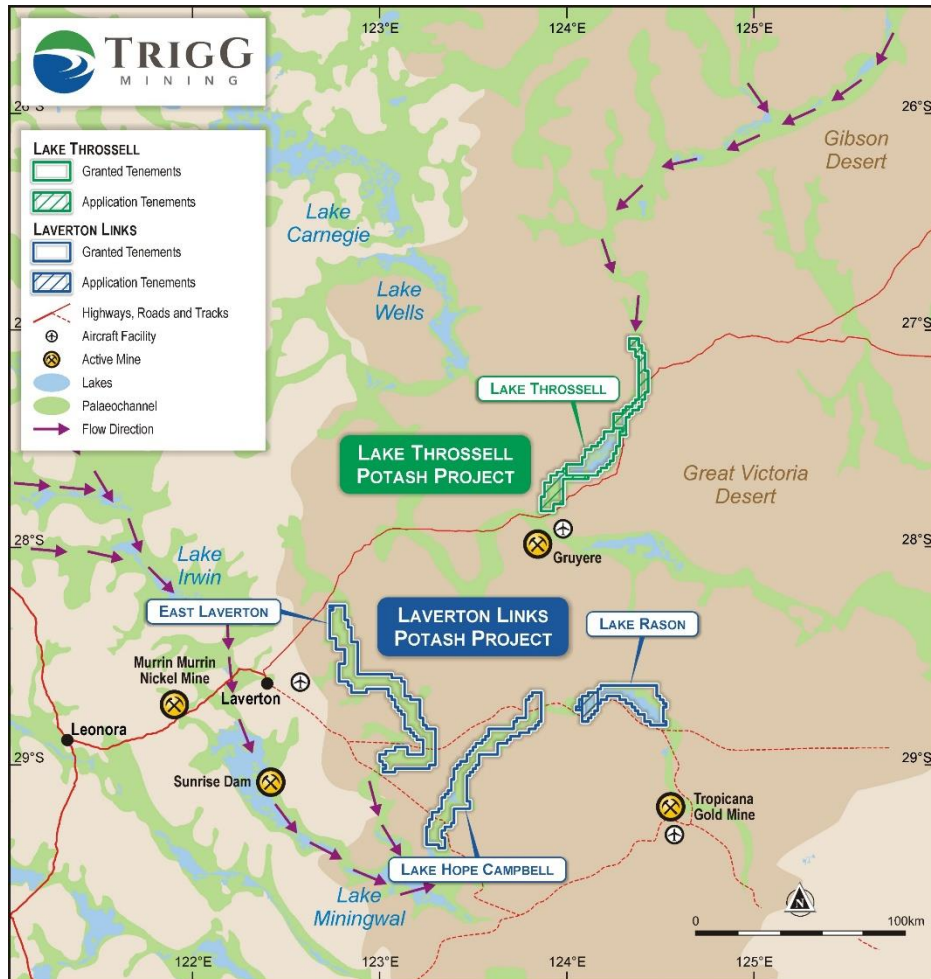 122°E
123°E
124°E
125°E
TRIGG
MINING
26°S
26°S
LAKE THROSSELL
Granted Tenements
Application Tenements
LAVERTON LINKS
Granted Tenements
Application Tenements
Highways, Roads and Tracks
Aircraft Facility
Active Mine
Lakes
Palaeochannel
Flow Direction
Gibson
Desert
Lake
Carnegie
Lake
Wells
27°S
LAKE THROSSELL
LAKE THROSSELL
POTASH PROJECT
Great Victoria
Desert
28°S
28°S
Gruyere
Lake
Irwin
EAST LAVERTON
LAVERTON LINKS
POTASH PROJECT
LAKE RASON
Murrin Murrin
Nickel Mine
Laverton
Leonora
29°S
29°S
Sunrise Dam
Tropicana
Gold Mine
LAKE HOPE CAMPBELL
Lake
Miningwal
N
0
100km
122°E
123°E
124°E
125°E